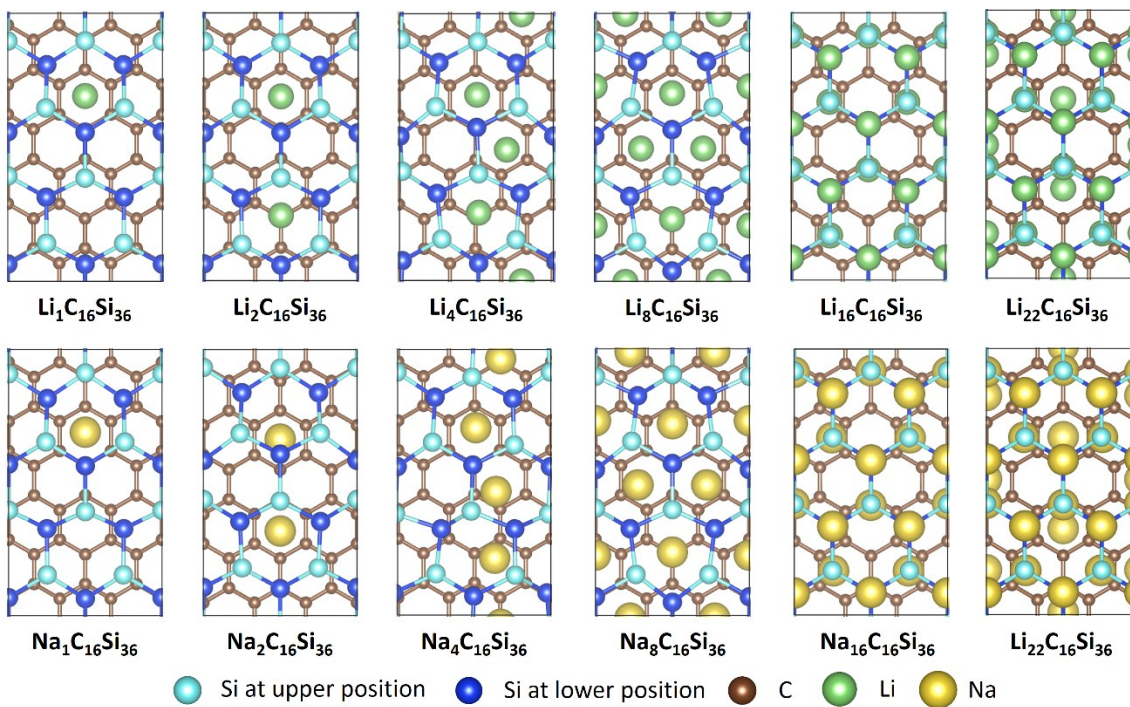 Li₁C₁₆Si₃₆ Li₂C₁₆Si₃₆ Li₄C₁₆Si₃₆ Li₈C₁₆Si₃₆ Li₁₆C₁₆Si₃₆ Li₂₂C₁₆Si₃₆
Na₁C₁₆Si₃₆ Na₂C₁₆Si₃₆ Na₄C₁₆Si₃₆ Na₈C₁₆Si₃₆ Na₁₆C₁₆Si₃₆ Li₂₂C₁₆Si₃₆
Si at upper position Si at lower position C Li Na